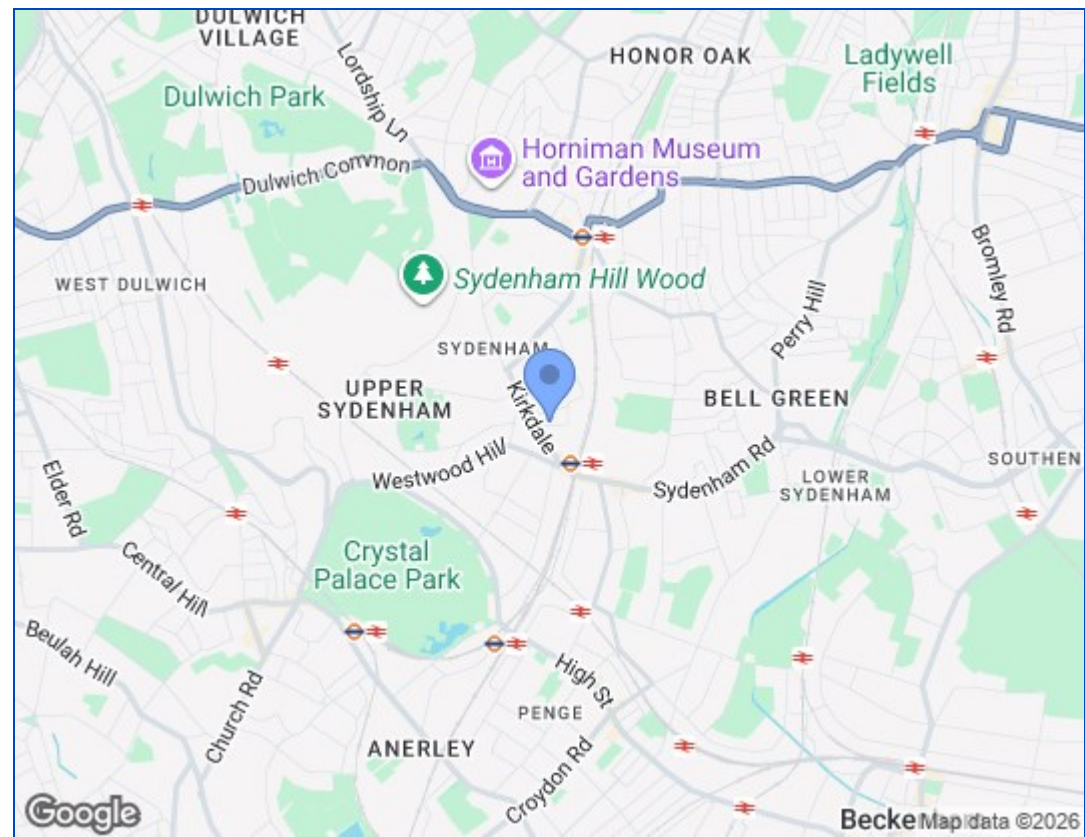 DULWICH
VILLAGE
HONOR OAK
Ladywell
Fields
Lordship Ln
Dulwich Park
Horniman Museum
and Gardens
Dulwich Common
Bromley Rd
Sydenham Hill Wood
WEST DULWICH
Perry Hill
SYDENHAM
UPPER
SYDENHAM
Kirkdale
BELL GREEN
Westwood Hill
Sydenham Rd
SOUTHEN
LOWER
SYDENHAM
Elder Rd
Crystal
Palace Park
Central Hill
Beulah Hill
High St
Church Rd
PENGE
ANERLEY
Croydon Rd
Google
Becke
Map data ©2026